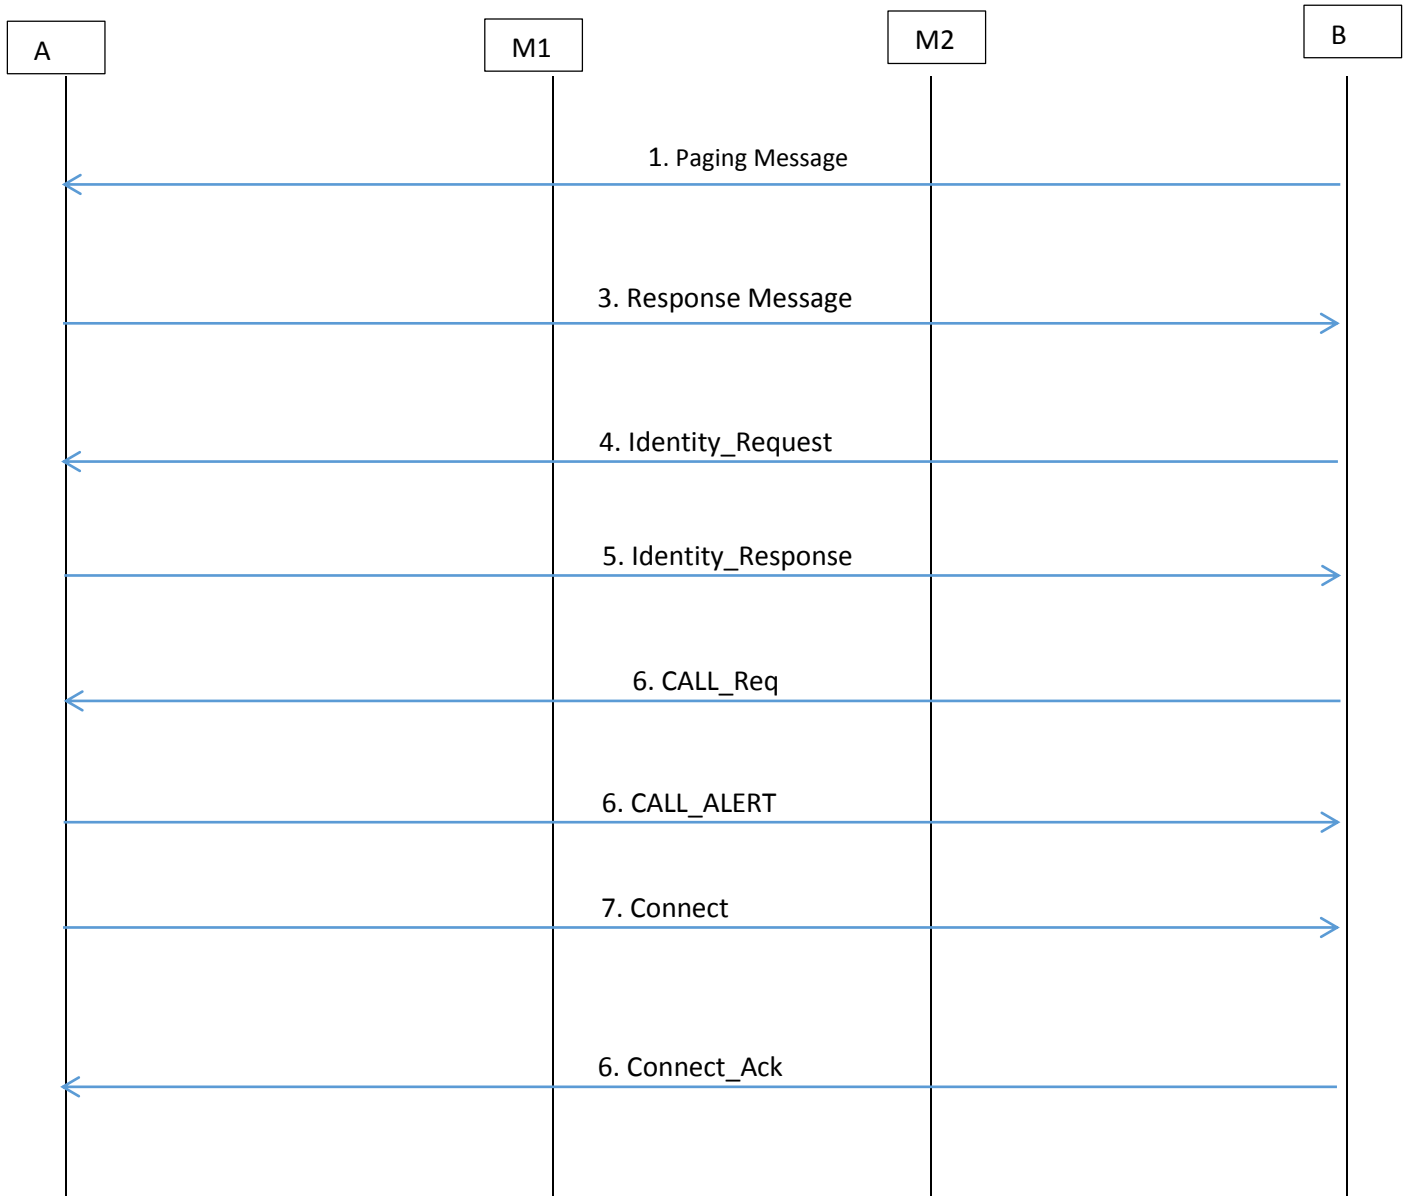 A
M1
M2
B
1. Paging Message
3. Response Message
4. Identity_Request
5. Identity_Response
6. CALL_Req
6. CALL_ALERT
7. Connect
6. Connect_Ack